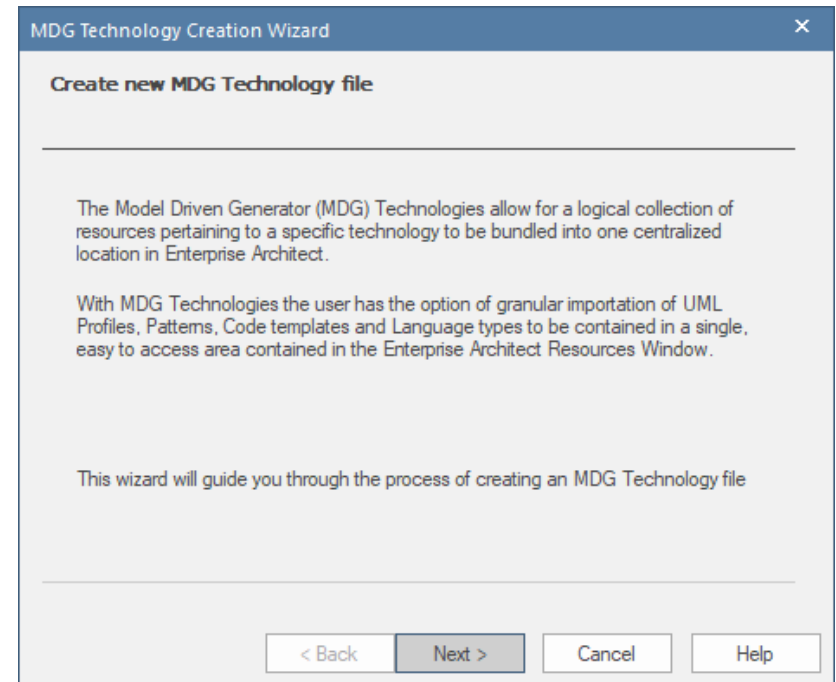 MDG Technology Creation Wizard
Create new MDG Technology file
The Model Driven Generator (MDG) Technologies allow for a logical collection of
resources pertaining to a specific technology to be bundled into one centralized
location in Enterprise Architect.
With MDG Technologies the user has the option of granular importation of UML
Profiles, Patterns, Code templates and Language types to be contained in a single,
easy to access area contained in the Enterprise Architect Resources Window.
This wizard will guide you through the process of creating an MDG Technology file
< Back Next > Cancel Help